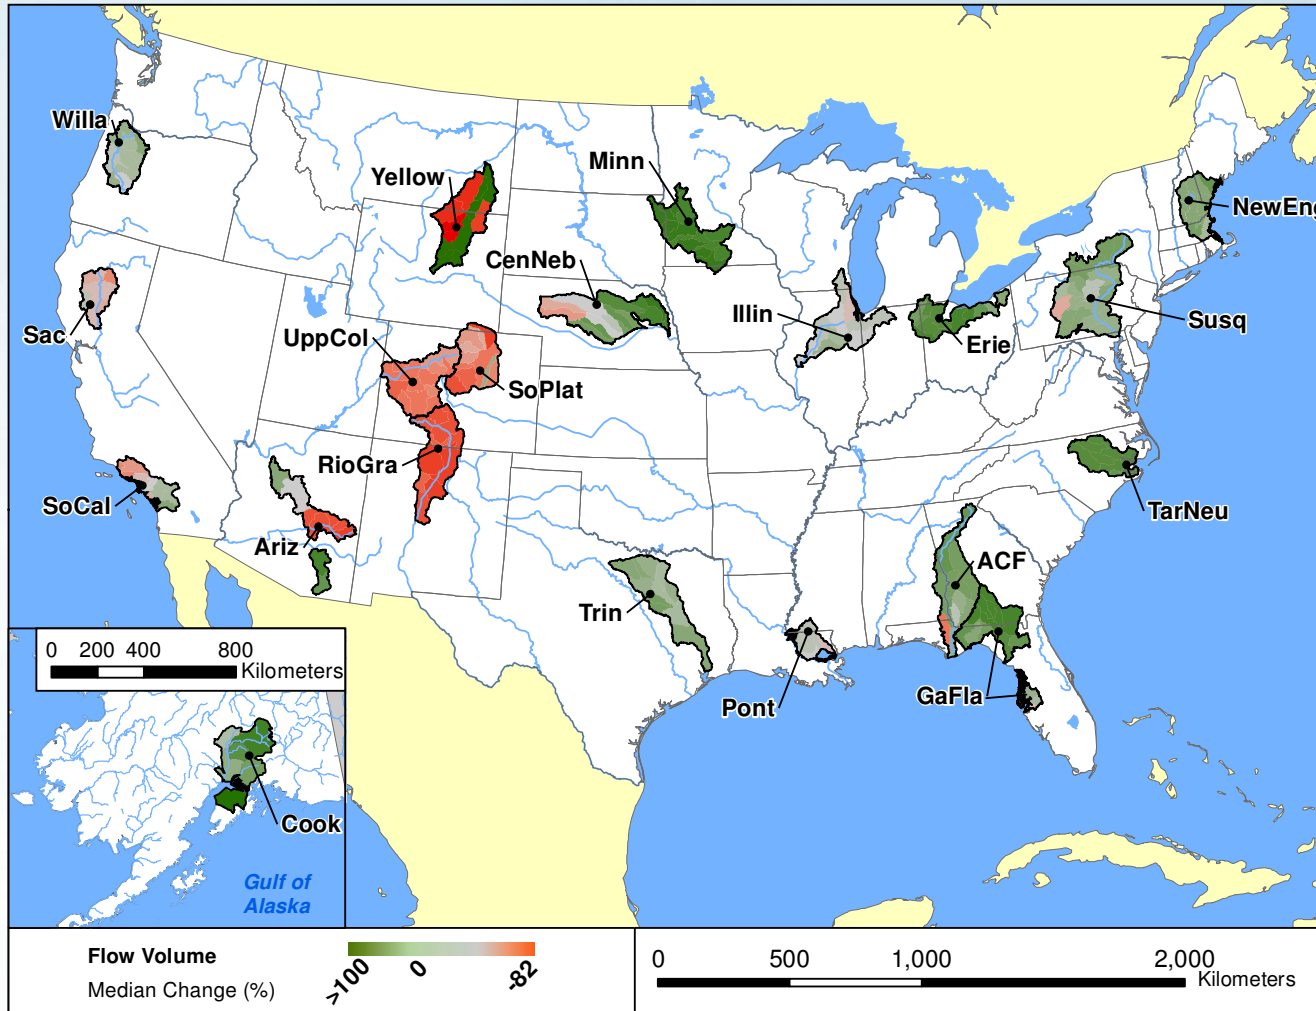 Willa
Yellow
Minn
NewEng
CenNeb
Sac
UppCol
Illin
Erie
Susq
SoPlat
RioGra
SoCal
TarNeu
Ariz
ACF
Trin
Pont
GaFla
0 200 400 800
Kilometers
Cook
Gulf of
Alaska
Flow Volume
Median Change (%)
>100 0 -82
0 500 1,000 2,000
Kilometers